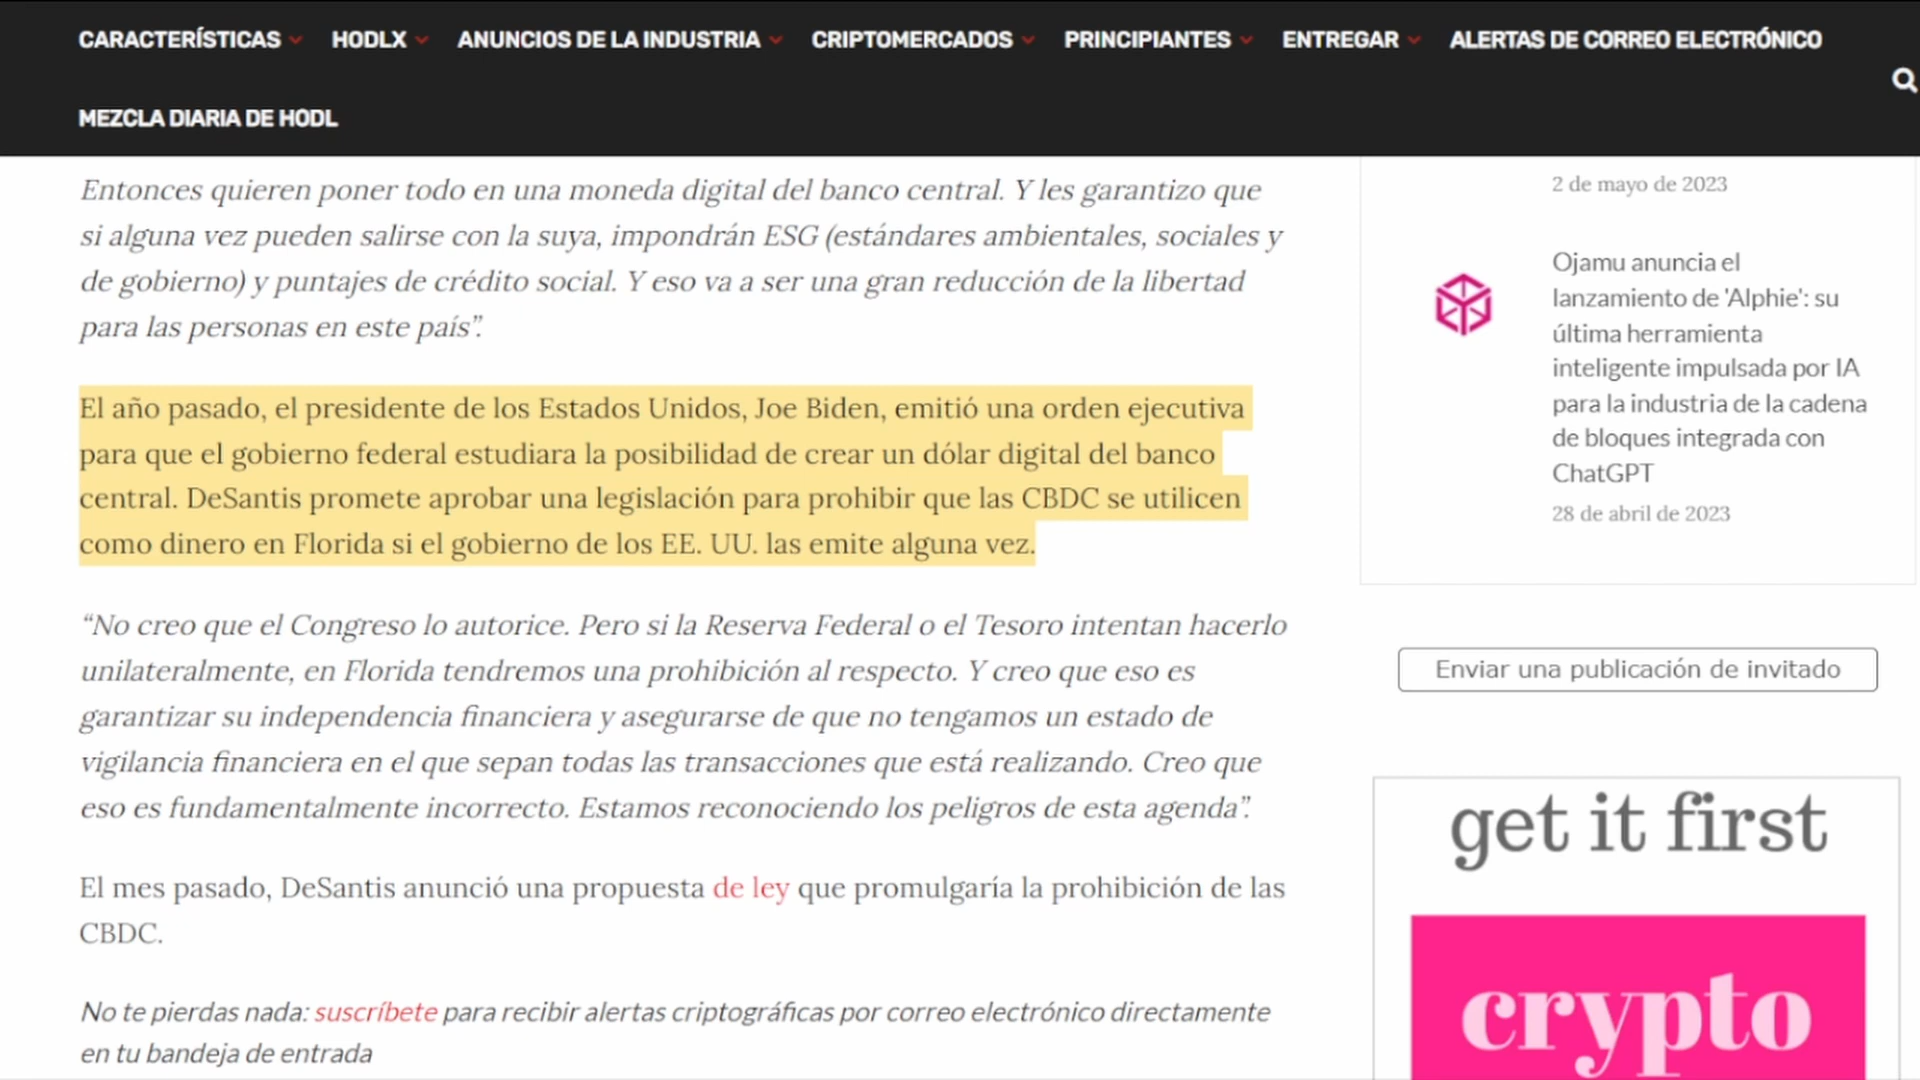 CARACTERÍSTICAS HODLX ANUNCIOS DE LA INDUSTRIA CRIPTOMERCADOS PRINCIPIANTES ENTREGAR ALERTAS DE CORREO ELECTRÓNICO
MEZCLA DIARIA DE HODL
Entonces quieren poner todo en una moneda digital del banco central. Y les garantizo que
si alguna vez pueden salirse con la suya, impondrán ESG (estándares ambientales, sociales y
de gobierno) y puntajes de crédito social. Y eso va a ser una gran reducción de la libertad
para las personas en este país”.
El año pasado, el presidente de los Estados Unidos, Joe Biden, emitió una orden ejecutiva
para que el gobierno federal estudiara la posibilidad de crear un dólar digital del banco
central. DeSantis promete aprobar una legislación para prohibir que las CBDC se utilicen
como dinero en Florida si el gobierno de los EE. UU. las emite alguna vez.
“No creo que el Congreso lo autorice. Pero si la Reserva Federal o el Tesoro intentan hacerlo
unilateralmente, en Florida tendremos una prohibición al respecto. Y creo que eso es
garantizar su independencia financiera y asegurarse de que no tengamos un estado de
vigilancia financiera en el que sepan todas las transacciones que está realizando. Creo que
eso es fundamentalmente incorrecto. Estamos reconociendo los peligros de esta agenda”.
El mes pasado, DeSantis anunció una propuesta de ley que promulgaría la prohibición de las
CBDC.
No te pierdas nada: suscríbete para recibir alertas criptográficas por correo electrónico directamente
en tu bandeja de entrada
2 de mayo de 2023
Ojamu anuncia el
lanzamiento de 'Alphie': su
última herramienta
inteligente impulsada por IA
para la industria de la cadena
de bloques integrada con
ChatGPT
28 de abril de 2023
Enviar una publicación de invitado
get it first
crypto